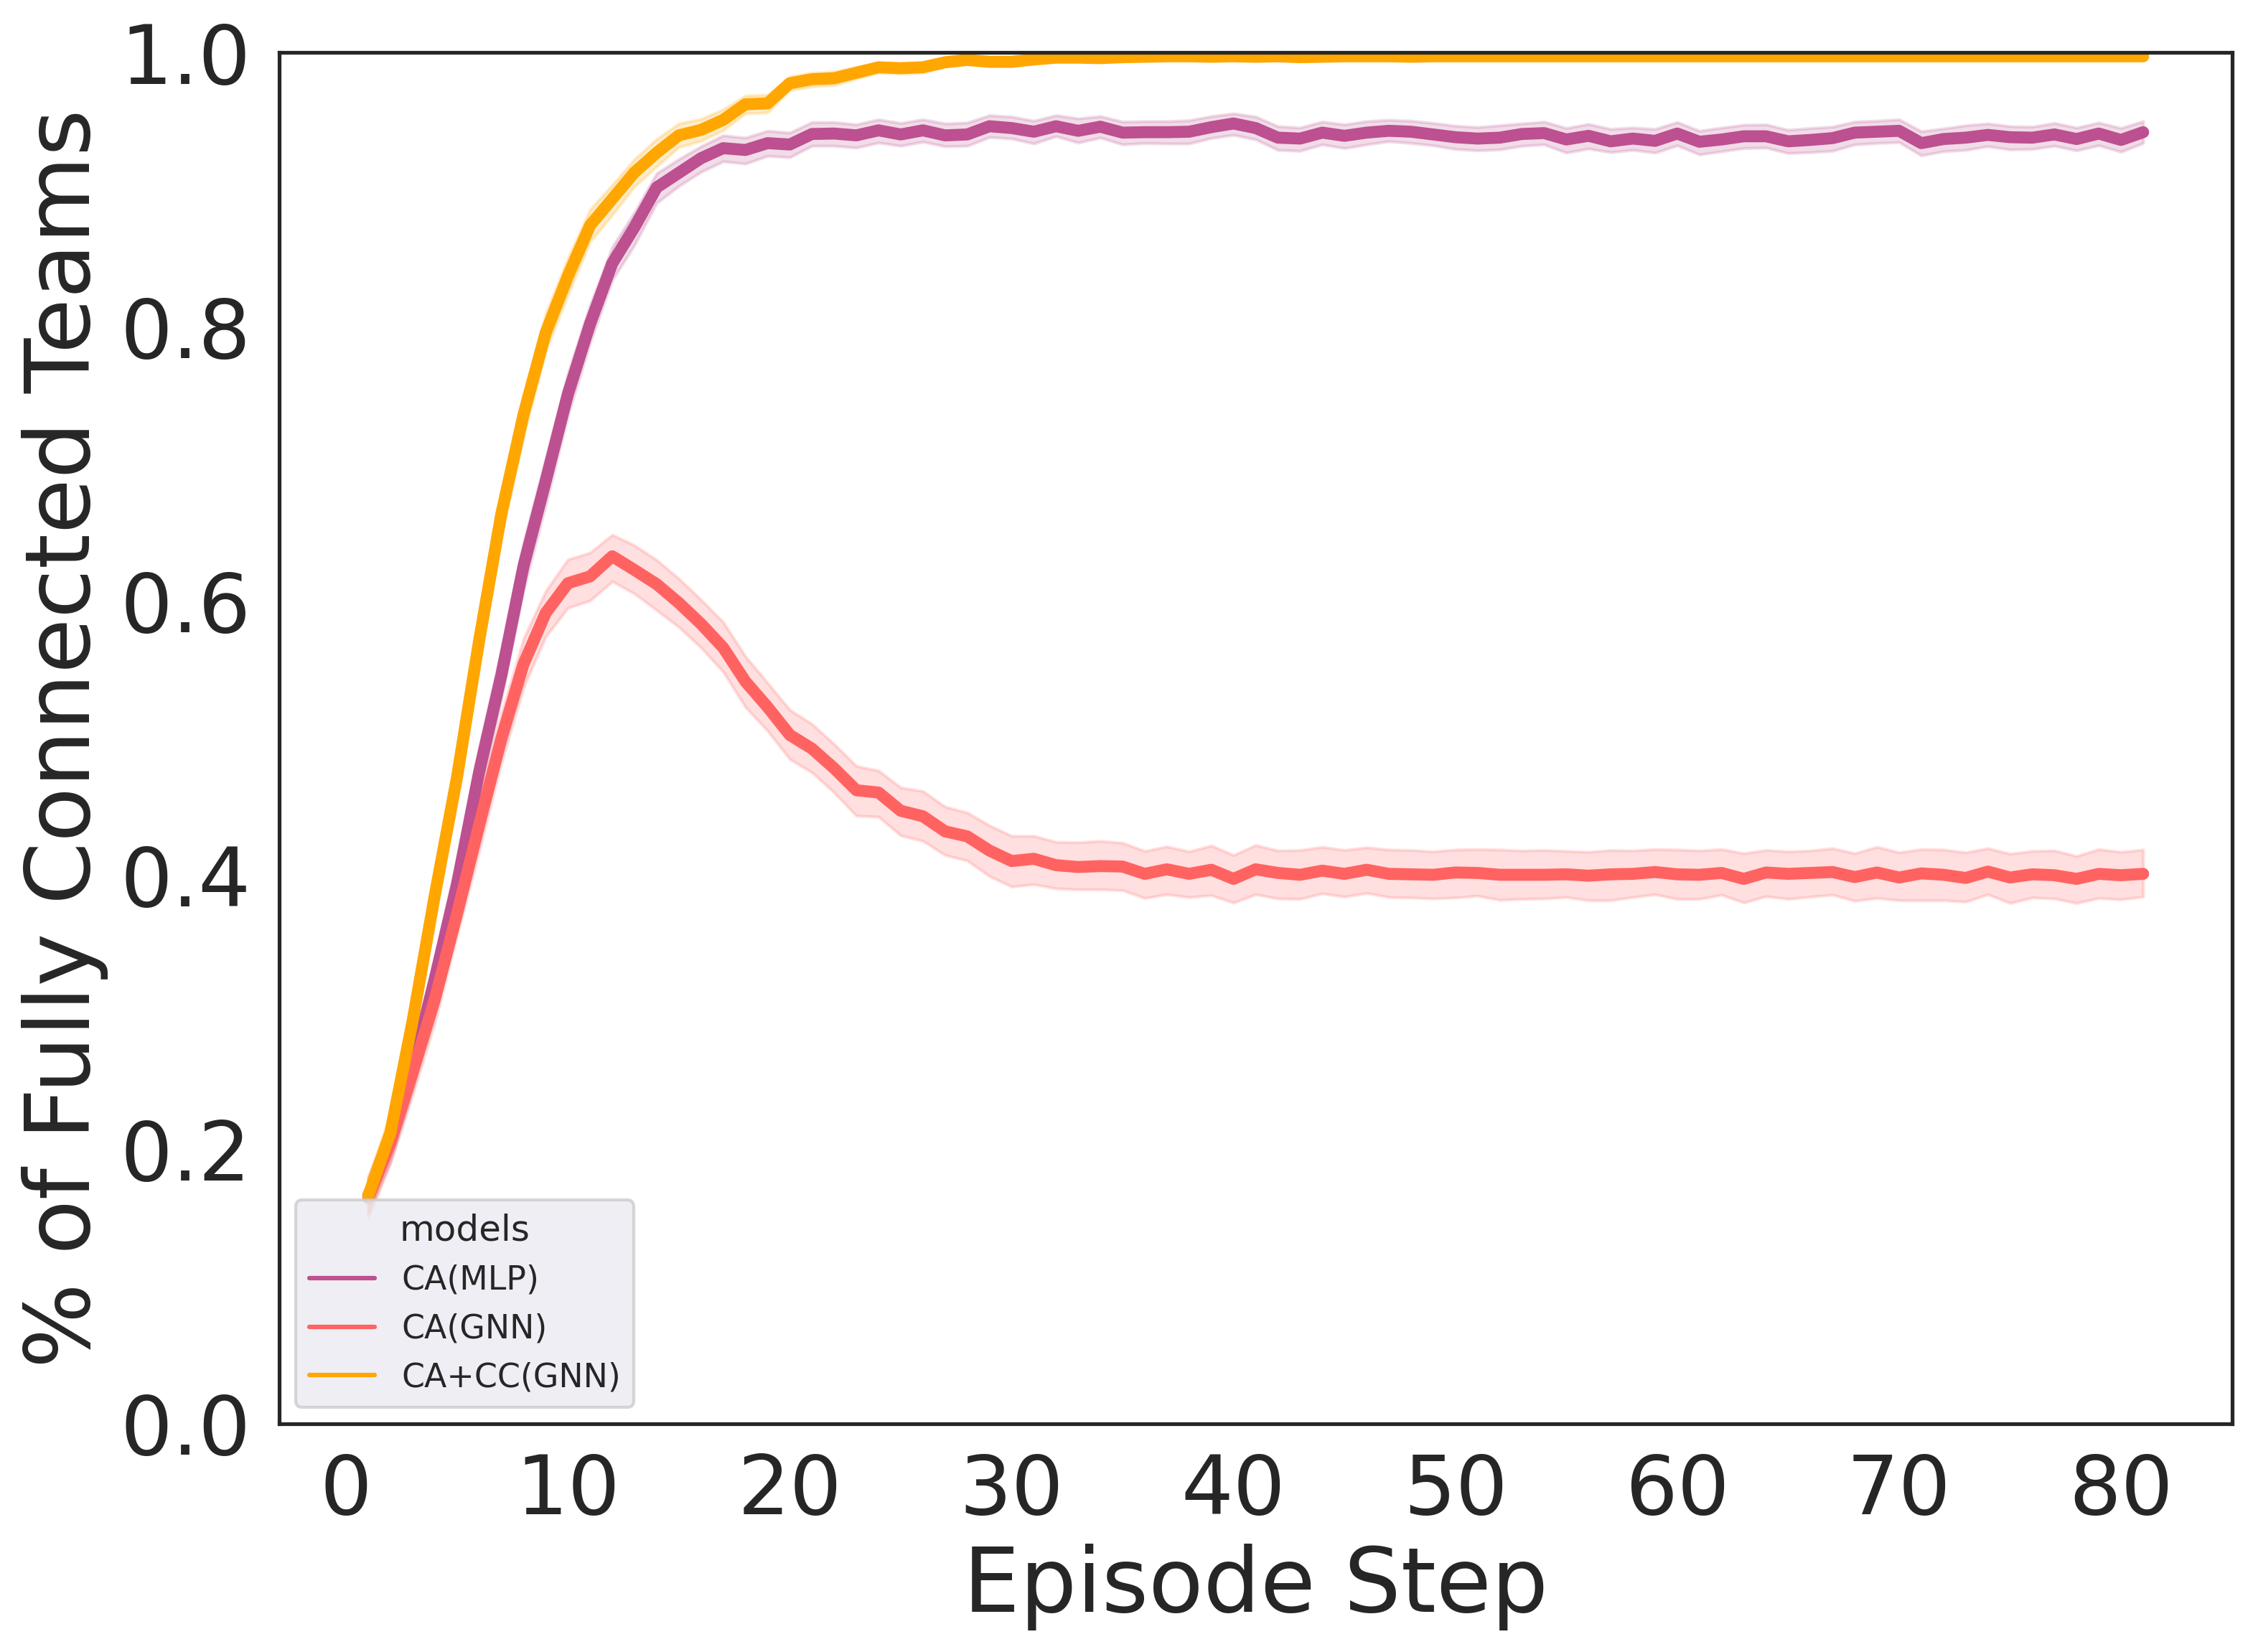 % of Fully Connected Teams
1.0
0.8
0.6
0.4
0.2
0.0
models
CA(MLP)
CA(GNN)
CA+CC(GNN)
0 10 20 30 40 50 60 70 80
Episode Step